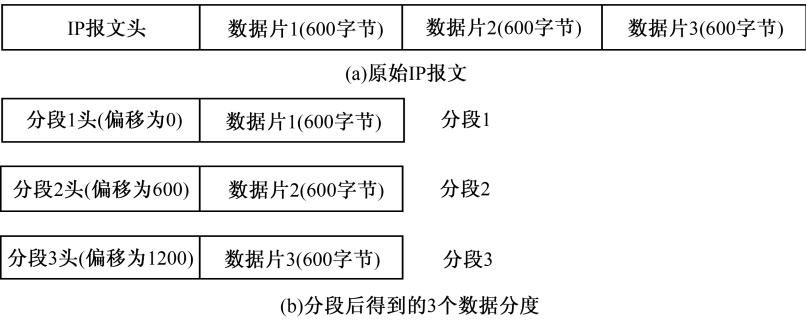 IP报文头 数据片1(600字节) 数据片2(600字节) 数据片3(600字节)
(a)原始IP报文
分段1头(偏移为0) 数据片1(600字节) 分段1
分段2头(偏移为600) 数据片2(600字节) 分段2
分段3头(偏移为1200) 数据片3(600字节) 分段3
(b)分段后得到的3个数据分度